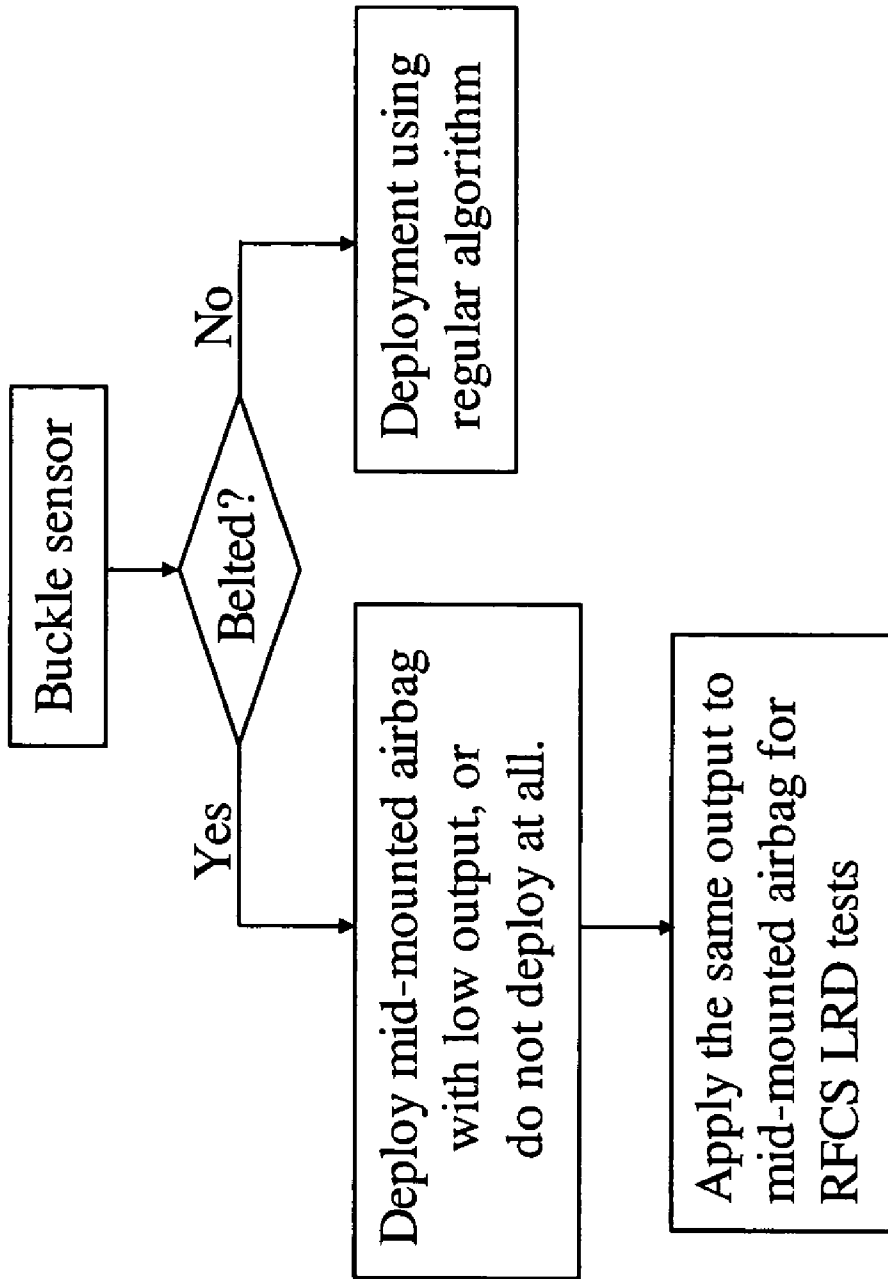 Buckle sensor
Belted?
Yes
No
Deploy mid-mounted airbag
with low output, or
do not deploy at all.
Deployment using
regular algorithm
Apply the same output to
mid-mounted airbag for
RFCS LRD tests